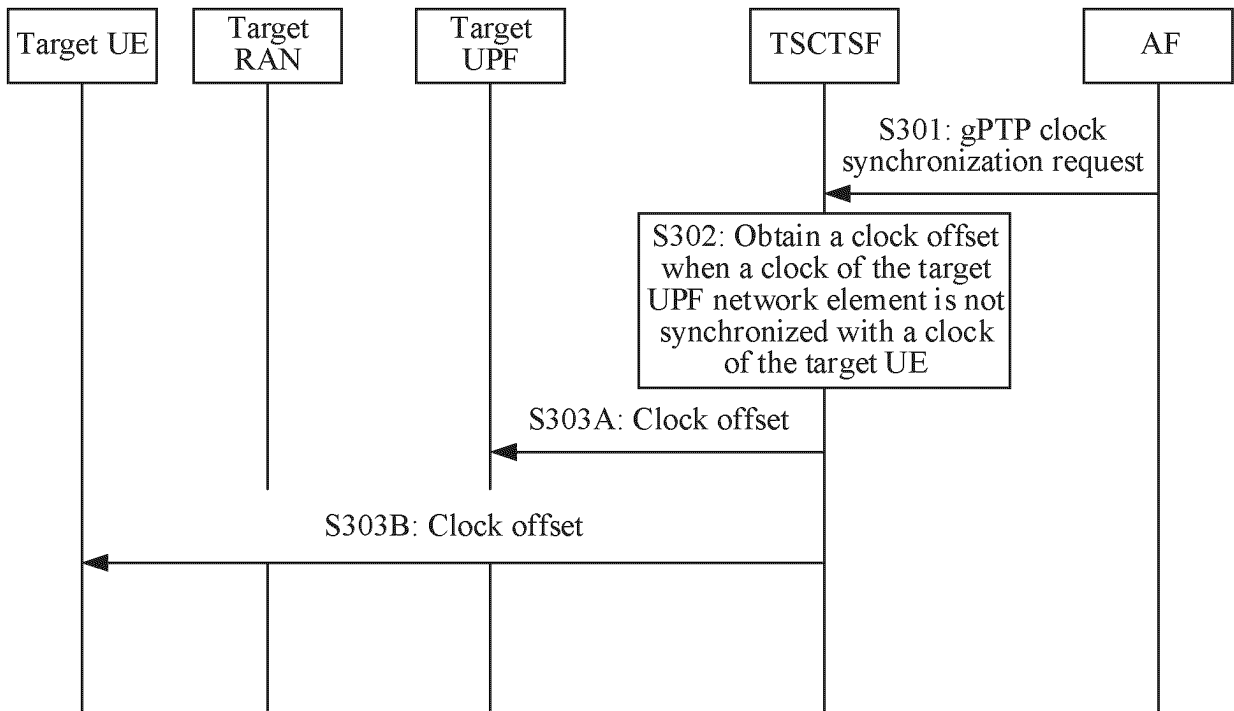 Target UE
Target
RAN
Target
UPF
TSCTSF
AF
S301: gPTP clock
synchronization request
S302: Obtain a clock offset
when a clock of the target
UPF network element is not
synchronized with a clock
of the target UE
S303A: Clock offset
S303B: Clock offset